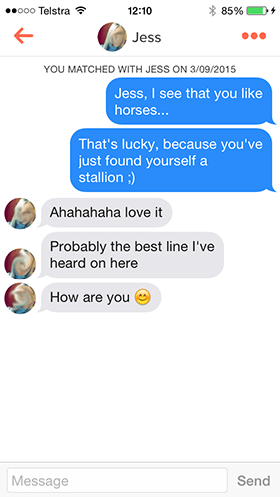 Telstra 12:10 85%
Jess
YOU MATCHED WITH JESS ON 3/09/2015
Jess, I see that you like
horses...
That's lucky, because you've
just found yourself a
stallion ;)
Ahahahaha love it
Probably the best line I've
heard on here
How are you 😊
Message Send